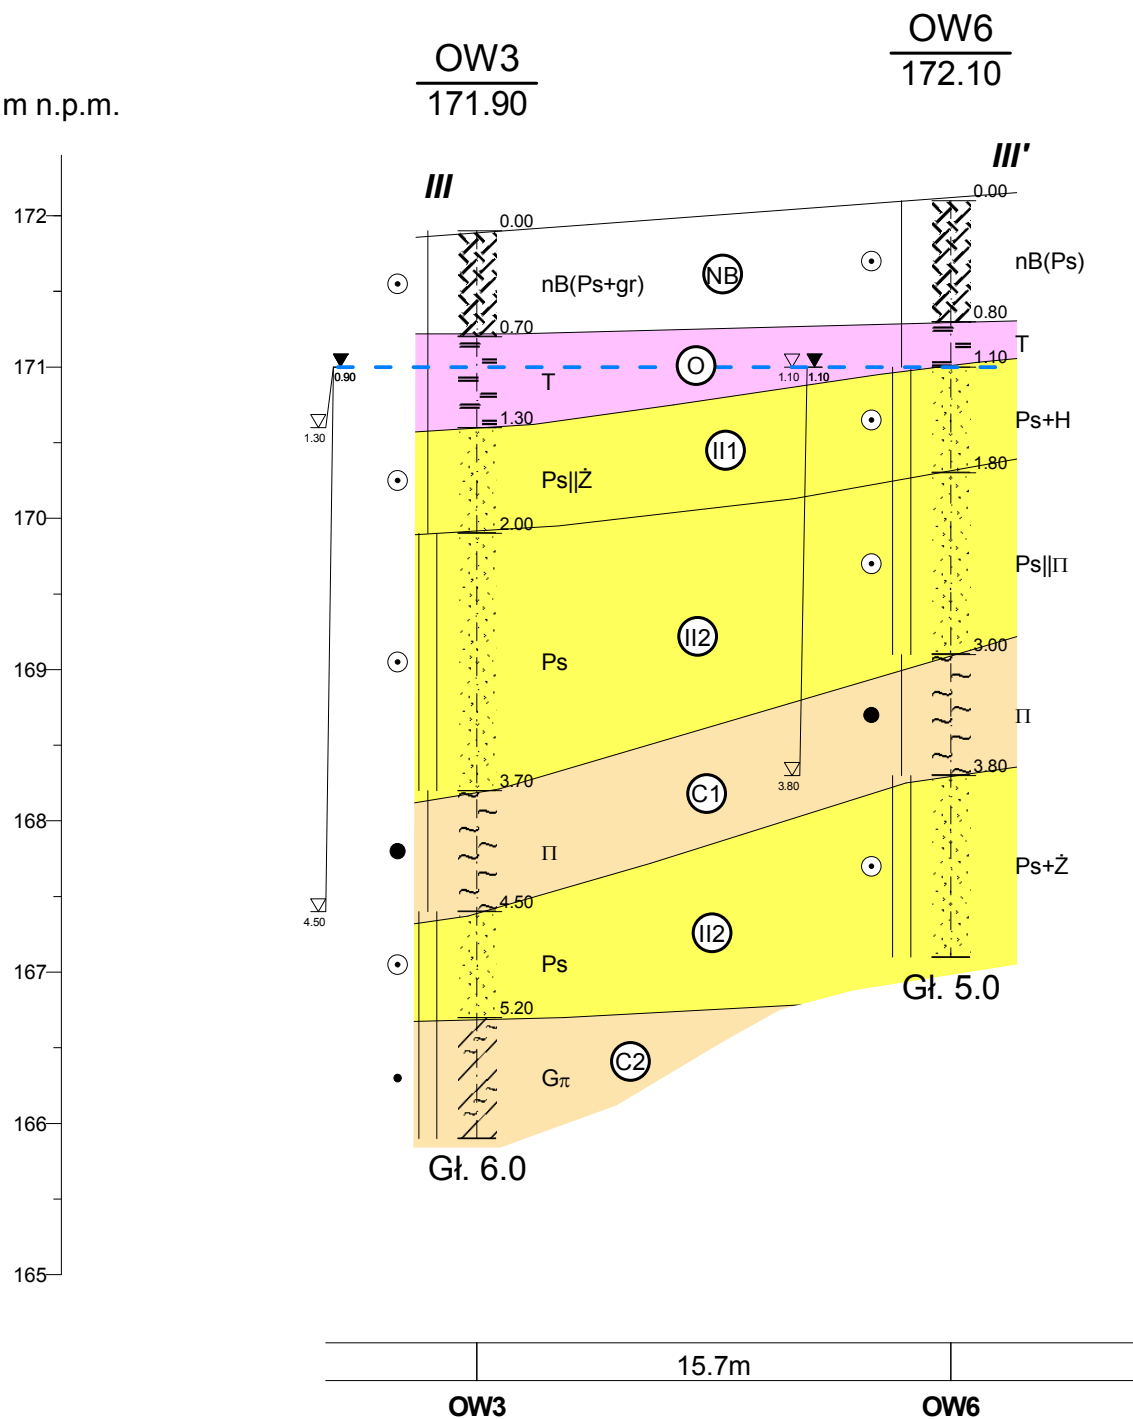 OW6
172.10
OW3
171.90
m n.p.m.
III'
III
172
0.00
0.00
nB(Ps+gr)
NB
nB(Ps)
0.70
0.80
T
171
0.90
O
1.10
1.10
1.10
T
1.30
1.30
Ps+H
II1
Ps||Ż
1.80
170
2.00
Ps||Π
II2
Ps
169
3.00
Π
3.70
3.80
3.80
C1
168
Π
Ps+Ż
4.50
4.50
II2
167
Ps
Gł. 5.0
5.20
C2
Gπ
166
Gł. 6.0
165
15.7m
OW3
OW6